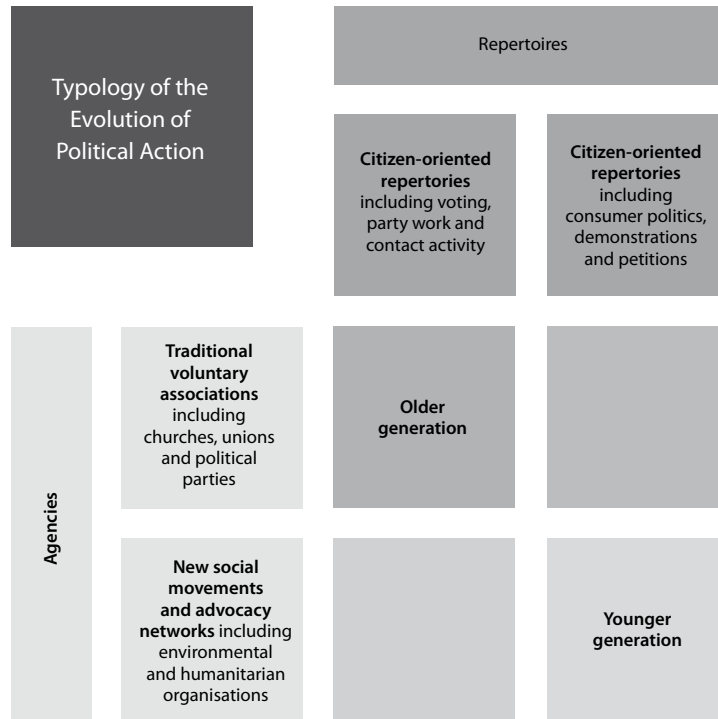 Typology of the
Evolution of
Political Action
Repertoires
Citizen-oriented
repertories
including voting,
party work and
contact activity
Citizen-oriented
repertories
including
consumer politics,
demonstrations
and petitions
Agencies
Traditional
voluntary
associations
including
churches, unions
and political
parties
Older
generation
New social
movements
and advocacy
networks including
environmental
and humanitarian
organisations
Younger
generation